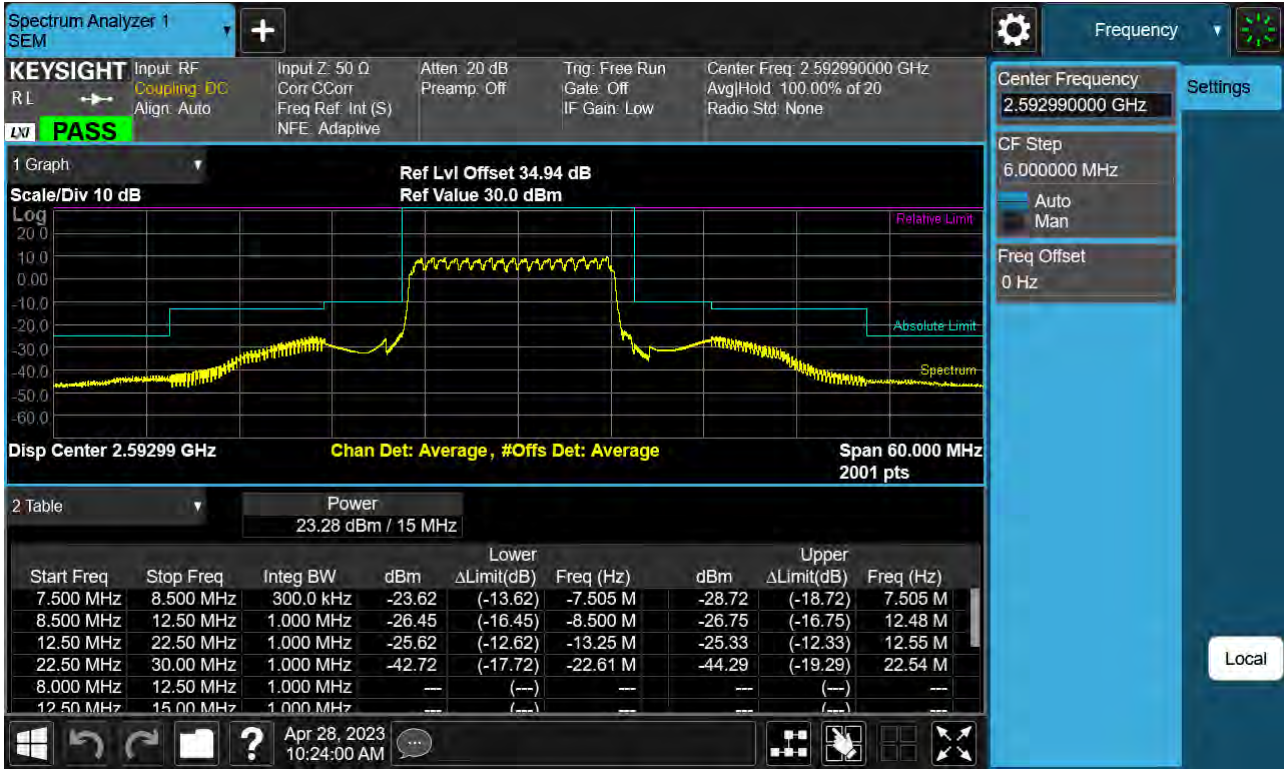 Spectrum Analyzer 1
SEM
Frequency
KEYSIGHT
RL
LXI
PASS
Input: RF
Coupling: DC
Align: Auto
Input Z: 50 Ω
Corr CCorr
Freq Ref: Int (S)
NFE: Adaptive
Atten: 20 dB
Preamp: Off
Trig: Free Run
Gate: Off
IF Gain: Low
Center Freq: 2.592990000 GHz
Avg|Hold: 100.00% of 20
Radio Std: None
Center Frequency
2.592990000 GHz
Settings
CF Step
6.000000 MHz
Auto
Man
Freq Offset
0 Hz
Local
1 Graph
Scale/Div 10 dB
Ref Lvl Offset 34.94 dB
Ref Value 30.0 dBm
Log
20.0
10.0
0.00
-10.0
-20.0
-30.0
-40.0
-50.0
-60.0
Relative Limit
Absolute Limit
Spectrum
Disp Center 2.59299 GHz
Chan Det: Average, #Offs Det: Average
Span 60.000 MHz
2001 pts
2 Table
Power
23.28 dBm / 15 MHz
Lower Upper
Start Freq Stop Freq Integ BW dBm ΔLimit(dB) Freq (Hz) dBm ΔLimit(dB) Freq (Hz)
7.500 MHz 8.500 MHz 300.0 kHz -23.62 (-13.62) -7.505 M -28.72 (-18.72) 7.505 M
8.500 MHz 12.50 MHz 1.000 MHz -26.45 (-16.45) -8.500 M -26.75 (-16.75) 12.48 M
12.50 MHz 22.50 MHz 1.000 MHz -25.62 (-12.62) -13.25 M -25.33 (-12.33) 12.55 M
22.50 MHz 30.00 MHz 1.000 MHz -42.72 (-17.72) -22.61 M -44.29 (-19.29) 22.54 M
8.000 MHz 12.50 MHz 1.000 MHz --- (---) --- --- (---) ---
12.50 MHz 15.00 MHz 1.000 MHz --- (---) --- --- (---) ---
Apr 28, 2023
10:24:00 AM